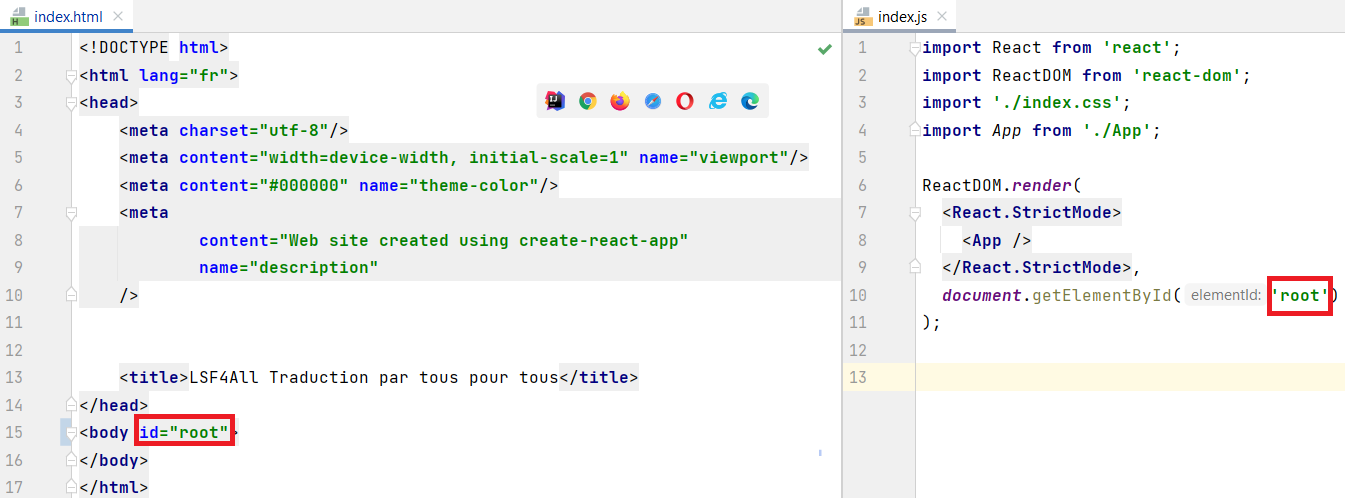 index.html
1 <!DOCTYPE html>
2 <html lang="fr">
3 <head>
4 <meta charset="utf-8"/>
5 <meta content="width=device-width, initial-scale=1" name="viewport"/>
6 <meta content="#000000" name="theme-color"/>
7 <meta
8 content="Web site created using create-react-app"
9 name="description"
10 />
11
12
13 <title>LSF4All Traduction par tous pour tous</title>
14 </head>
15 <body id="root">
16 </body>
17 </html>
index.js
1 import React from 'react';
2 import ReactDOM from 'react-dom';
3 import './index.css';
4 import App from './App';
5
6 ReactDOM.render(
7 <React.StrictMode>
8 <App />
9 </React.StrictMode>,
10 document.getElementById( elementId: 'root')
11 );
12
13